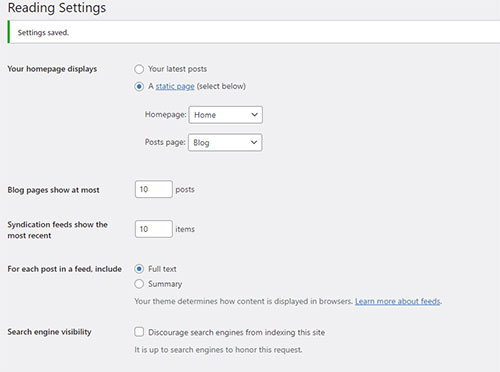 Reading Settings
Settings saved.
Your homepage displays
Your latest posts
A static page (select below)
Homepage: Home
Posts page: Blog
Blog pages show at most
10 posts
Syndication feeds show the
most recent
10 items
For each post in a feed, include
Full text
Summary
Your theme determines how content is displayed in browsers. Learn more about feeds.
Search engine visibility
Discourage search engines from indexing this site
It is up to search engines to honor this request.